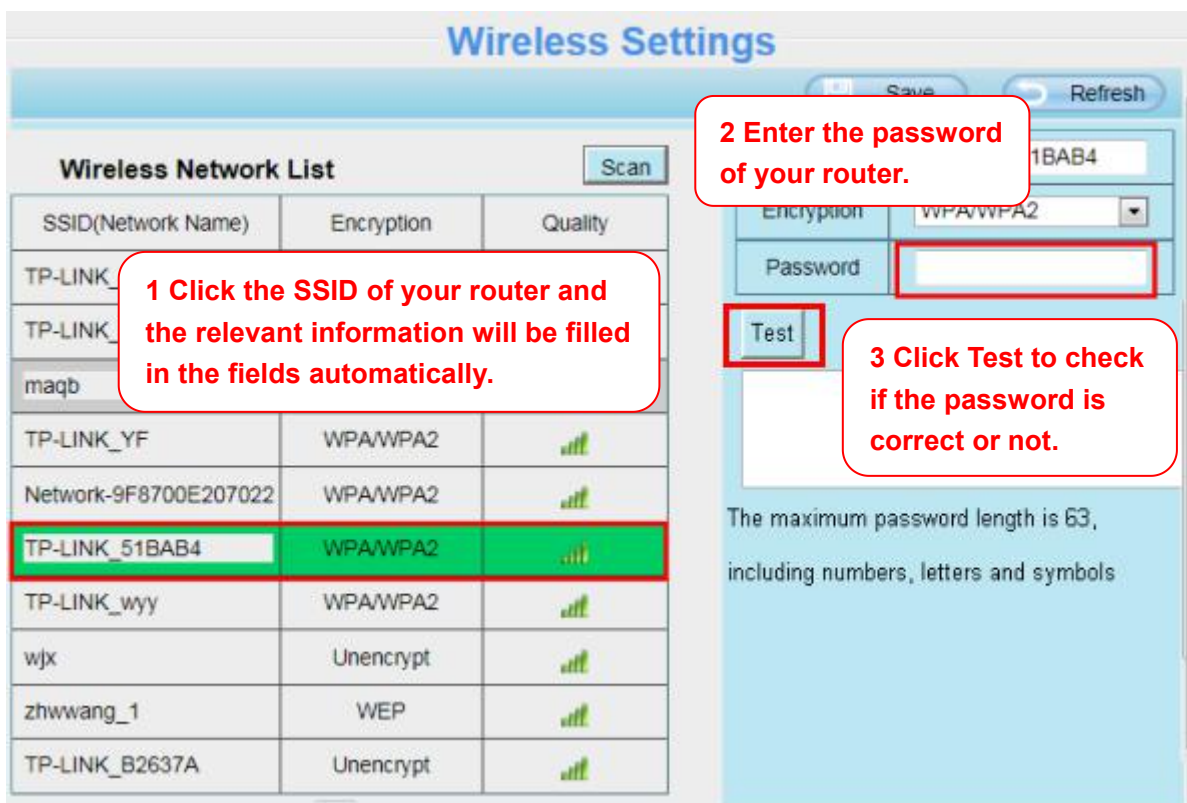 Wireless Settings
Save
Refresh
Wireless Network List
Scan
SSID(Network Name) Encryption Quality
TP-LINK_
TP-LINK_
maqb
TP-LINK_YF WPA/WPA2
Network-9F8700E207022 WPA/WPA2
TP-LINK_51BAB4 WPA/WPA2
TP-LINK_wyy WPA/WPA2
wjx Unencrypt
zhwwang_1 WEP
TP-LINK_B2637A Unencrypt
1 Click the SSID of your router and
the relevant information will be filled
in the fields automatically.
2 Enter the password
of your router.
1BAB4
Encryption WPA/WPA2
Password
Test
3 Click Test to check
if the password is
correct or not.
The maximum password length is 63,
including numbers, letters and symbols